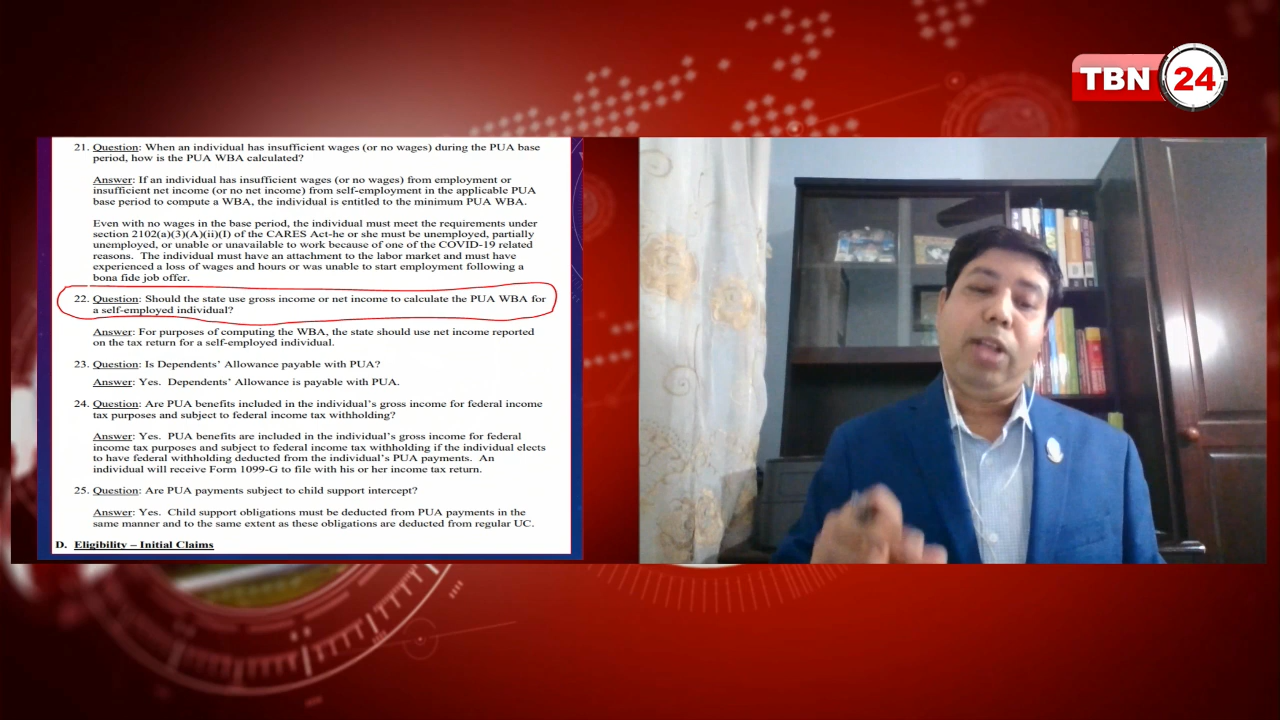 TBN 24
21. Question: When an individual has insufficient wages (or no wages) during the PUA base
period, how is the PUA WBA calculated?
Answer: If an individual has insufficient wages (or no wages) from employment or
insufficient net income (or no net income) from self-employment in the applicable PUA
base period to compute a WBA, the individual is entitled to the minimum PUA WBA.
Even with no wages in the base period, the individual must meet the requirements under
section 2102(a)(3)(A)(ii)(I) of the CARES Act-he or she must be unemployed, partially
unemployed, or unable or unavailable to work because of one of the COVID-19 related
reasons. The individual must have an attachment to the labor market and must have
experienced a loss of wages and hours or was unable to start employment following a
bona fide job offer.
22. Question: Should the state use gross income or net income to calculate the PUA WBA for
a self-employed individual?
Answer: For purposes of computing the WBA, the state should use net income reported
on the tax return for a self-employed individual.
23. Question: Is Dependents' Allowance payable with PUA?
Answer: Yes. Dependents' Allowance is payable with PUA.
24. Question: Are PUA benefits included in the individual's gross income for federal income
tax purposes and subject to federal income tax withholding?
Answer: Yes. PUA benefits are included in the individual's gross income for federal
income tax purposes and subject to federal income tax withholding if the individual elects
to have federal withholding deducted from the individual's PUA payments. An
individual will receive Form 1099-G to file with his or her income tax return.
25. Question: Are PUA payments subject to child support intercept?
Answer: Yes. Child support obligations must be deducted from PUA payments in the
same manner and to the same extent as these obligations are deducted from regular UC.
D. Eligibility – Initial Claims